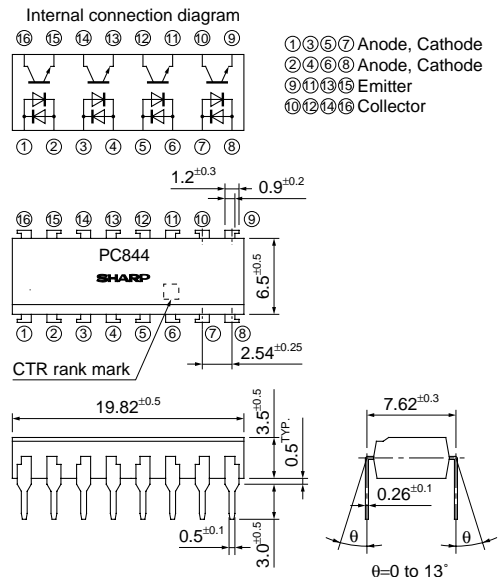 Internal connection diagram
⑯ ⑮ ⑭ ⑬ ⑫ ⑪ ⑩ ⑨
① ② ③ ④ ⑤ ⑥ ⑦ ⑧
①③⑤⑦ Anode, Cathode
②④⑥⑧ Anode, Cathode
⑨⑪⑬⑮ Emitter
⑩⑫⑭⑯ Collector
1.2±0.3
0.9±0.2
⑯ ⑮ ⑭ ⑬ ⑫ ⑪ ⑩ ⑨
PC844
SHARP
6.5±0.5
① ② ③ ④ ⑤ ⑥ ⑦ ⑧
2.54±0.25
CTR rank mark
19.82±0.5
3.5±0.5
0.5TYP.
7.62±0.3
0.26±0.1
0.5±0.1
3.0±0.5
θ θ
θ=0 to 13˚